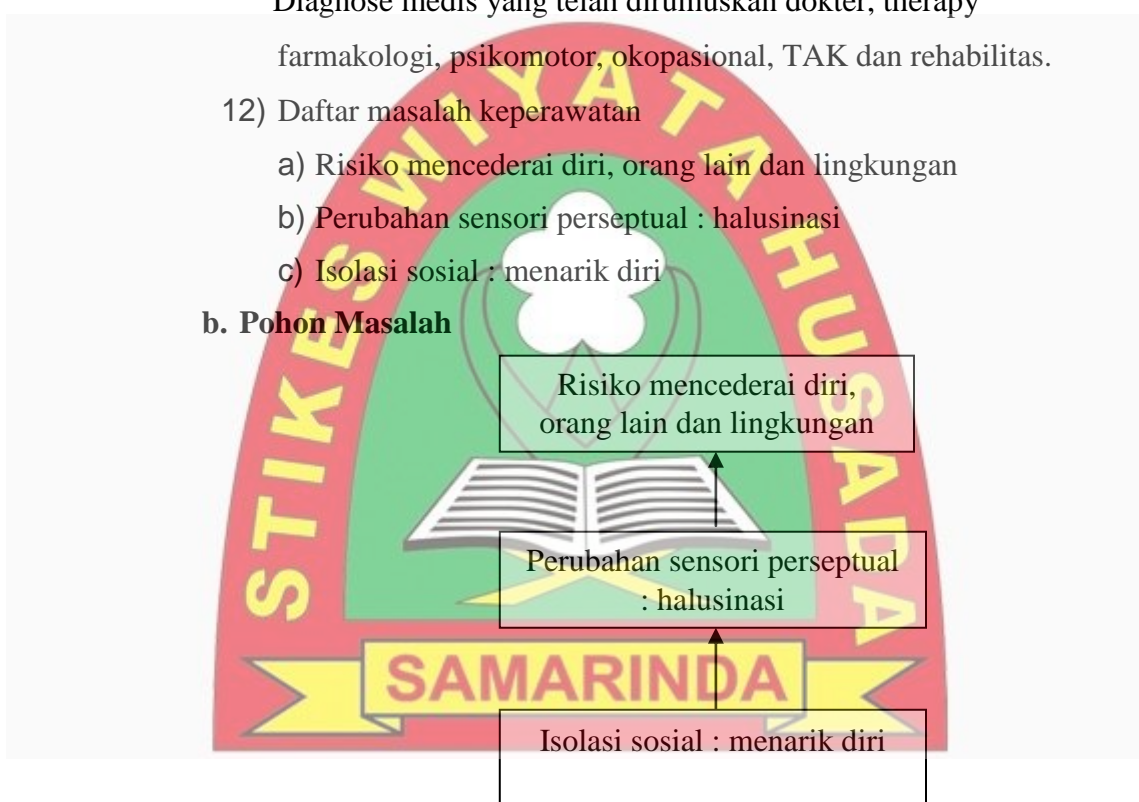 Diagnose medis yang telah dirumuskan dokter, therapy
farmakologi, psikomotor, okopasional, TAK dan rehabilitas.
12) Daftar masalah keperawatan
a) Risiko mencederai diri, orang lain dan lingkungan
b) Perubahan sensori perseptual : halusinasi
c) Isolasi sosial : menarik diri
b. Pohon Masalah
Risiko mencederai diri,
orang lain dan lingkungan
Perubahan sensori perseptual
: halusinasi
Isolasi sosial : menarik diri
STIKES WIYATA HUSADA
SAMARINDA